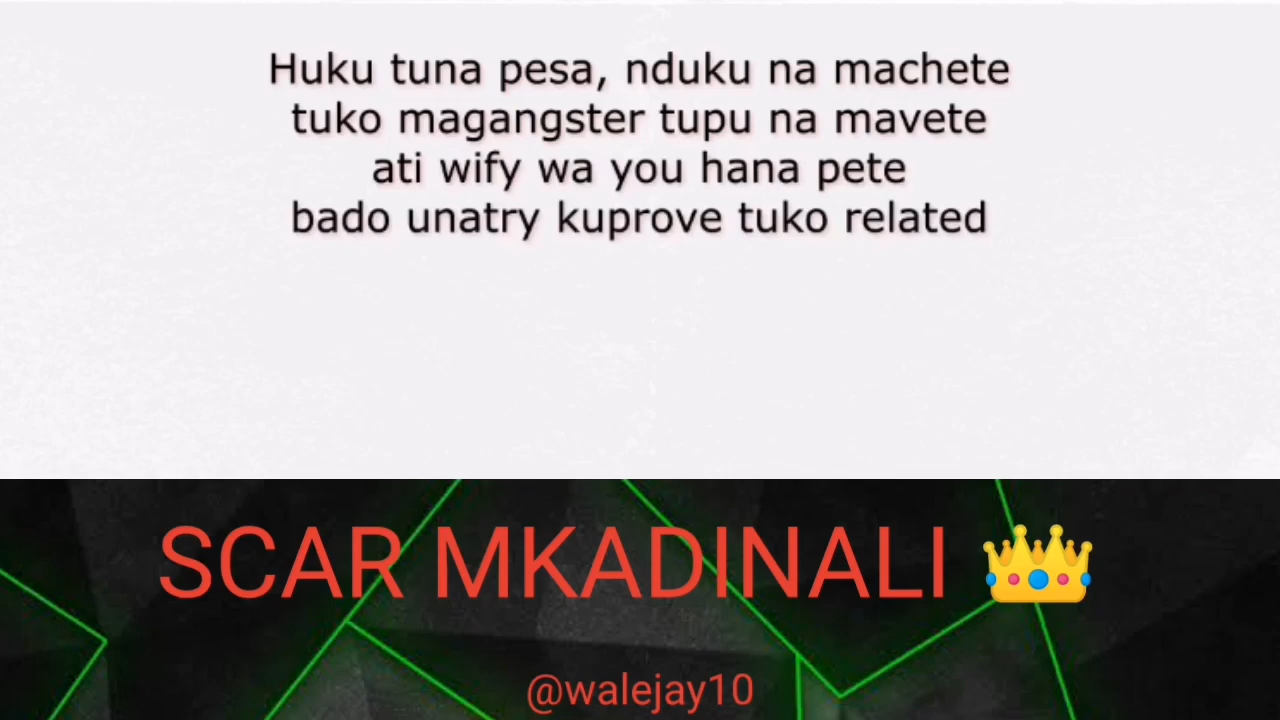 Huku tuna pesa, nduku na machete
tuko magangster tupu na mavete
ati wify wa you hana pete
bado unatry kuprove tuko related
SCAR MKADINALI 👑
@walejay10